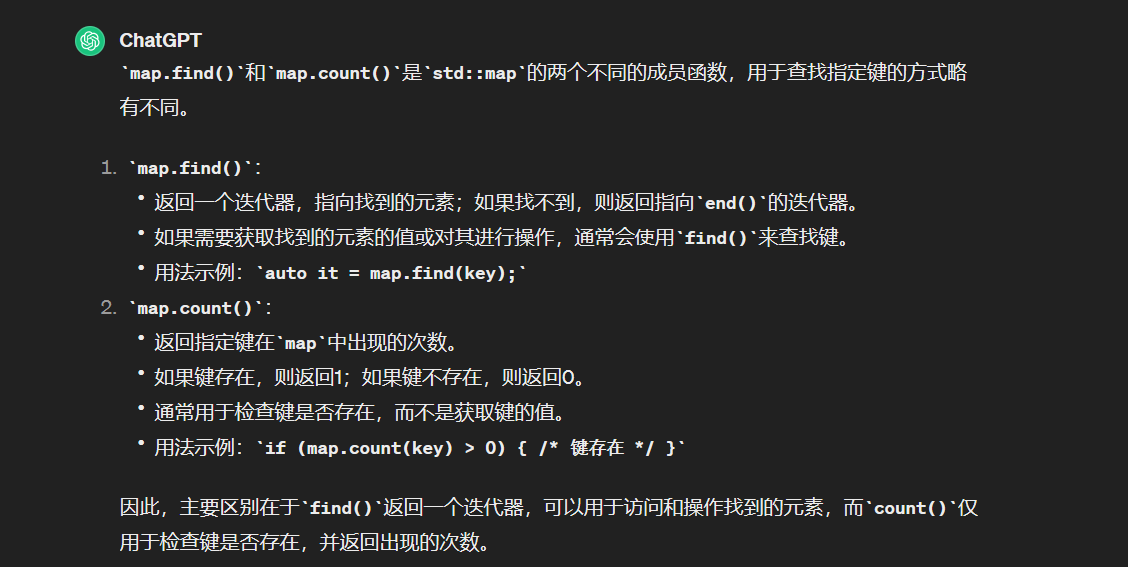 ChatGPT
`map.find()`和`map.count()`是`std::map`的两个不同的成员函数，用于查找指定键的方式略
有不同。
1. `map.find()`：
• 返回一个迭代器，指向找到的元素；如果找不到，则返回指向`end()`的迭代器。
• 如果需要获取找到的元素的值或对其进行操作，通常会使用`find()`来查找键。
• 用法示例：`auto it = map.find(key);`
2. `map.count()`：
• 返回指定键在`map`中出现的次数。
• 如果键存在，则返回1；如果键不存在，则返回0。
• 通常用于检查键是否存在，而不是获取键的值。
• 用法示例：`if (map.count(key) > 0) { /* 键存在 */ }`
因此，主要区别在于`find()`返回一个迭代器，可以用于访问和操作找到的元素，而`count()`仅
用于检查键是否存在，并返回出现的次数。